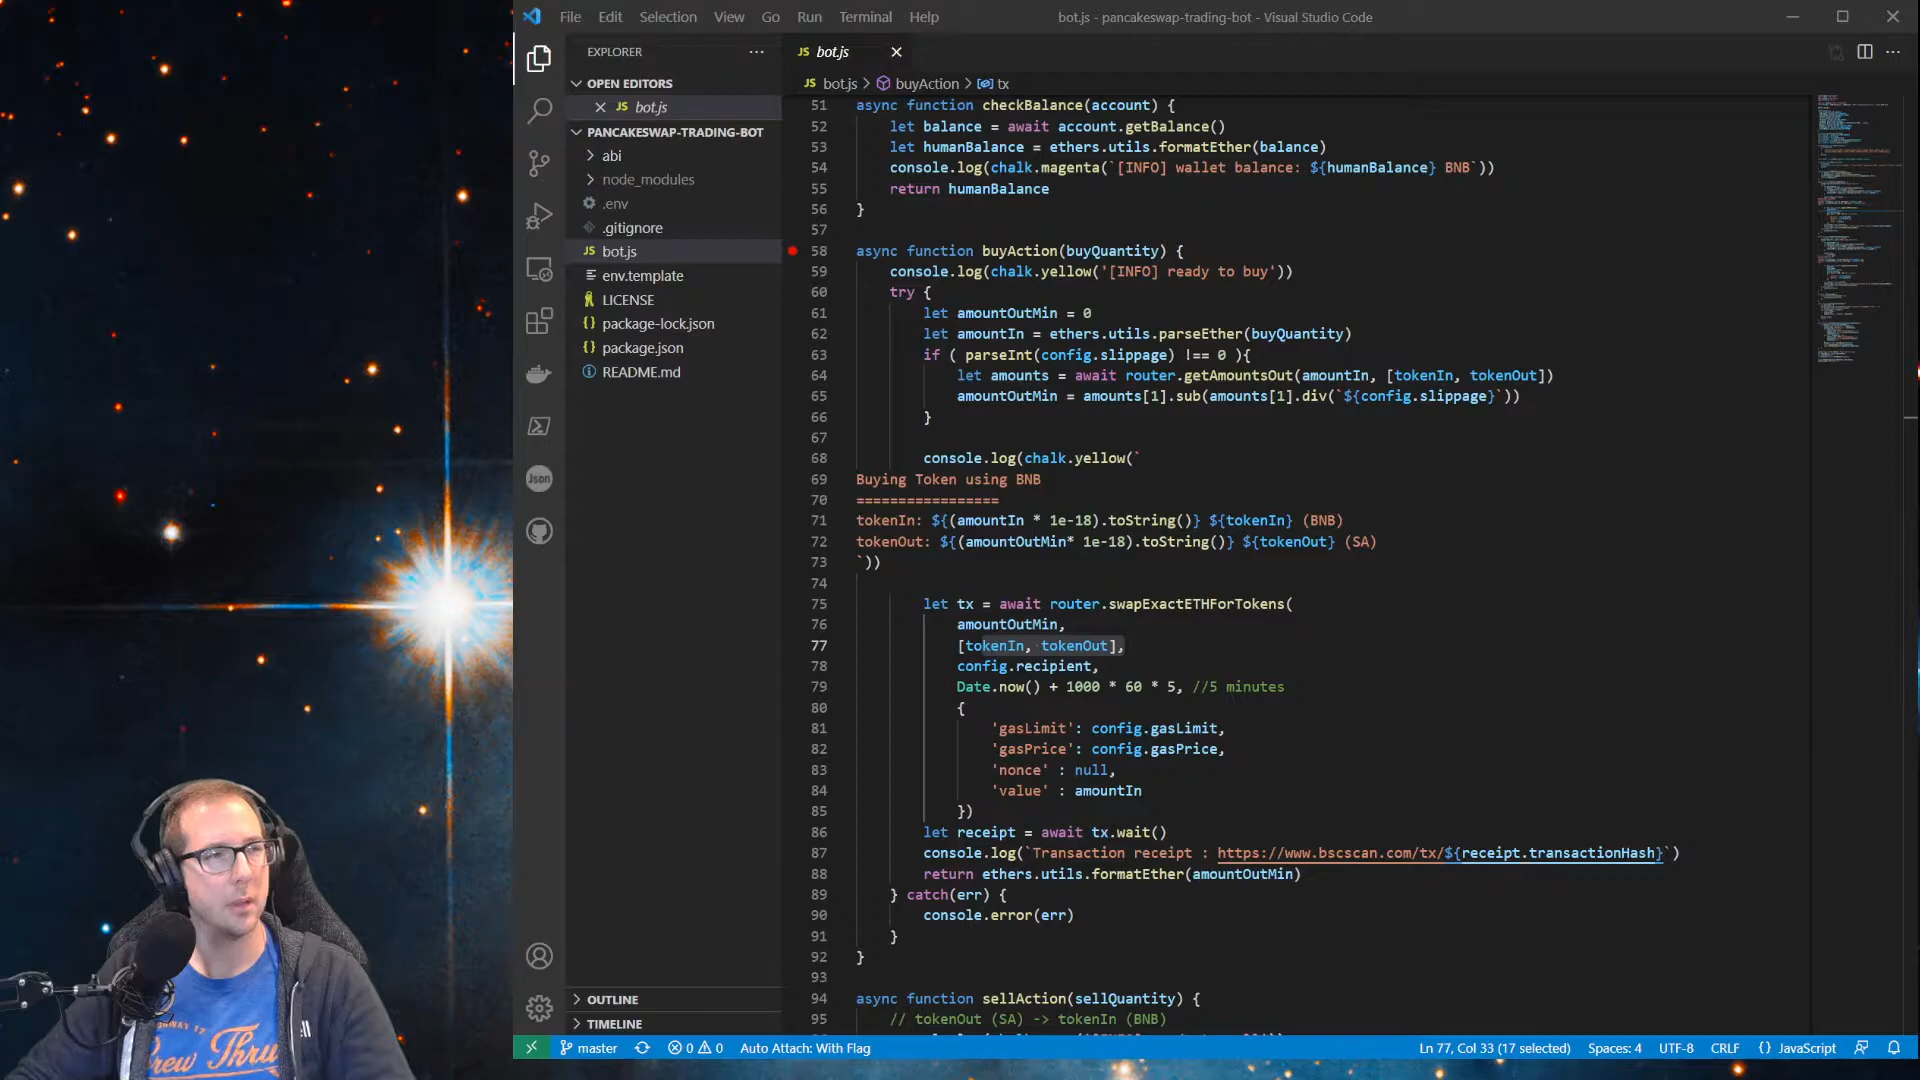 File Edit Selection View Go Run Terminal Help
bot.js - pancakeswap-trading-bot - Visual Studio Code
EXPLORER
OPEN EDITORS
JS bot.js
PANCAKESWAP-TRADING-BOT
abi
node_modules
.env
.gitignore
JS bot.js
env.template
LICENSE
{} package-lock.json
{} package.json
README.md
OUTLINE
TIMELINE
Json
JS bot.js
JS bot.js > buyAction > tx
51 async function checkBalance(account) {
52 let balance = await account.getBalance()
53 let humanBalance = ethers.utils.formatEther(balance)
54 console.log(chalk.magenta(`[INFO] wallet balance: ${humanBalance} BNB`))
55 return humanBalance
56 }
57
58 async function buyAction(buyQuantity) {
59 console.log(chalk.yellow('[INFO] ready to buy'))
60 try {
61 let amountOutMin = 0
62 let amountIn = ethers.utils.parseEther(buyQuantity)
63 if ( parseInt(config.slippage) !== 0 ){
64 let amounts = await router.getAmountsOut(amountIn, [tokenIn, tokenOut])
65 amountOutMin = amounts[1].sub(amounts[1].div(`${config.slippage}`))
66 }
67
68 console.log(chalk.yellow(`
69 Buying Token using BNB
70 =================
71 tokenIn: ${(amountIn * 1e-18).toString()} ${tokenIn} (BNB)
72 tokenOut: ${(amountOutMin* 1e-18).toString()} ${tokenOut} (SA)
73 `))
74
75 let tx = await router.swapExactETHForTokens(
76 amountOutMin,
77 [tokenIn, tokenOut],
78 config.recipient,
79 Date.now() + 1000 * 60 * 5, //5 minutes
80 {
81 'gasLimit': config.gasLimit,
82 'gasPrice': config.gasPrice,
83 'nonce' : null,
84 'value' : amountIn
85 })
86 let receipt = await tx.wait()
87 console.log(`Transaction receipt : https://www.bscscan.com/tx/${receipt.transactionHash}`)
88 return ethers.utils.formatEther(amountOutMin)
89 } catch(err) {
90 console.error(err)
91 }
92 }
93
94 async function sellAction(sellQuantity) {
95 // tokenOut (SA) -> tokenIn (BNB)
master 0 0 Auto Attach: With Flag
Ln 77, Col 33 (17 selected) Spaces: 4 UTF-8 CRLF {} JavaScript